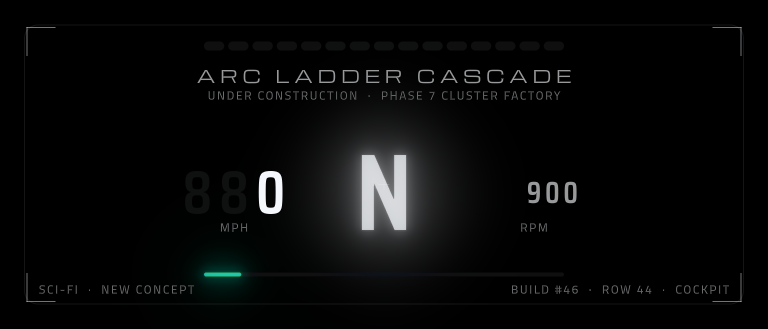 ARC LADDER CASCADE
UNDER CONSTRUCTION · PHASE 7 CLUSTER FACTORY
880 N 900
MPH RPM
SCI-FI · NEW CONCEPT BUILD #46 · ROW 44 · COCKPIT